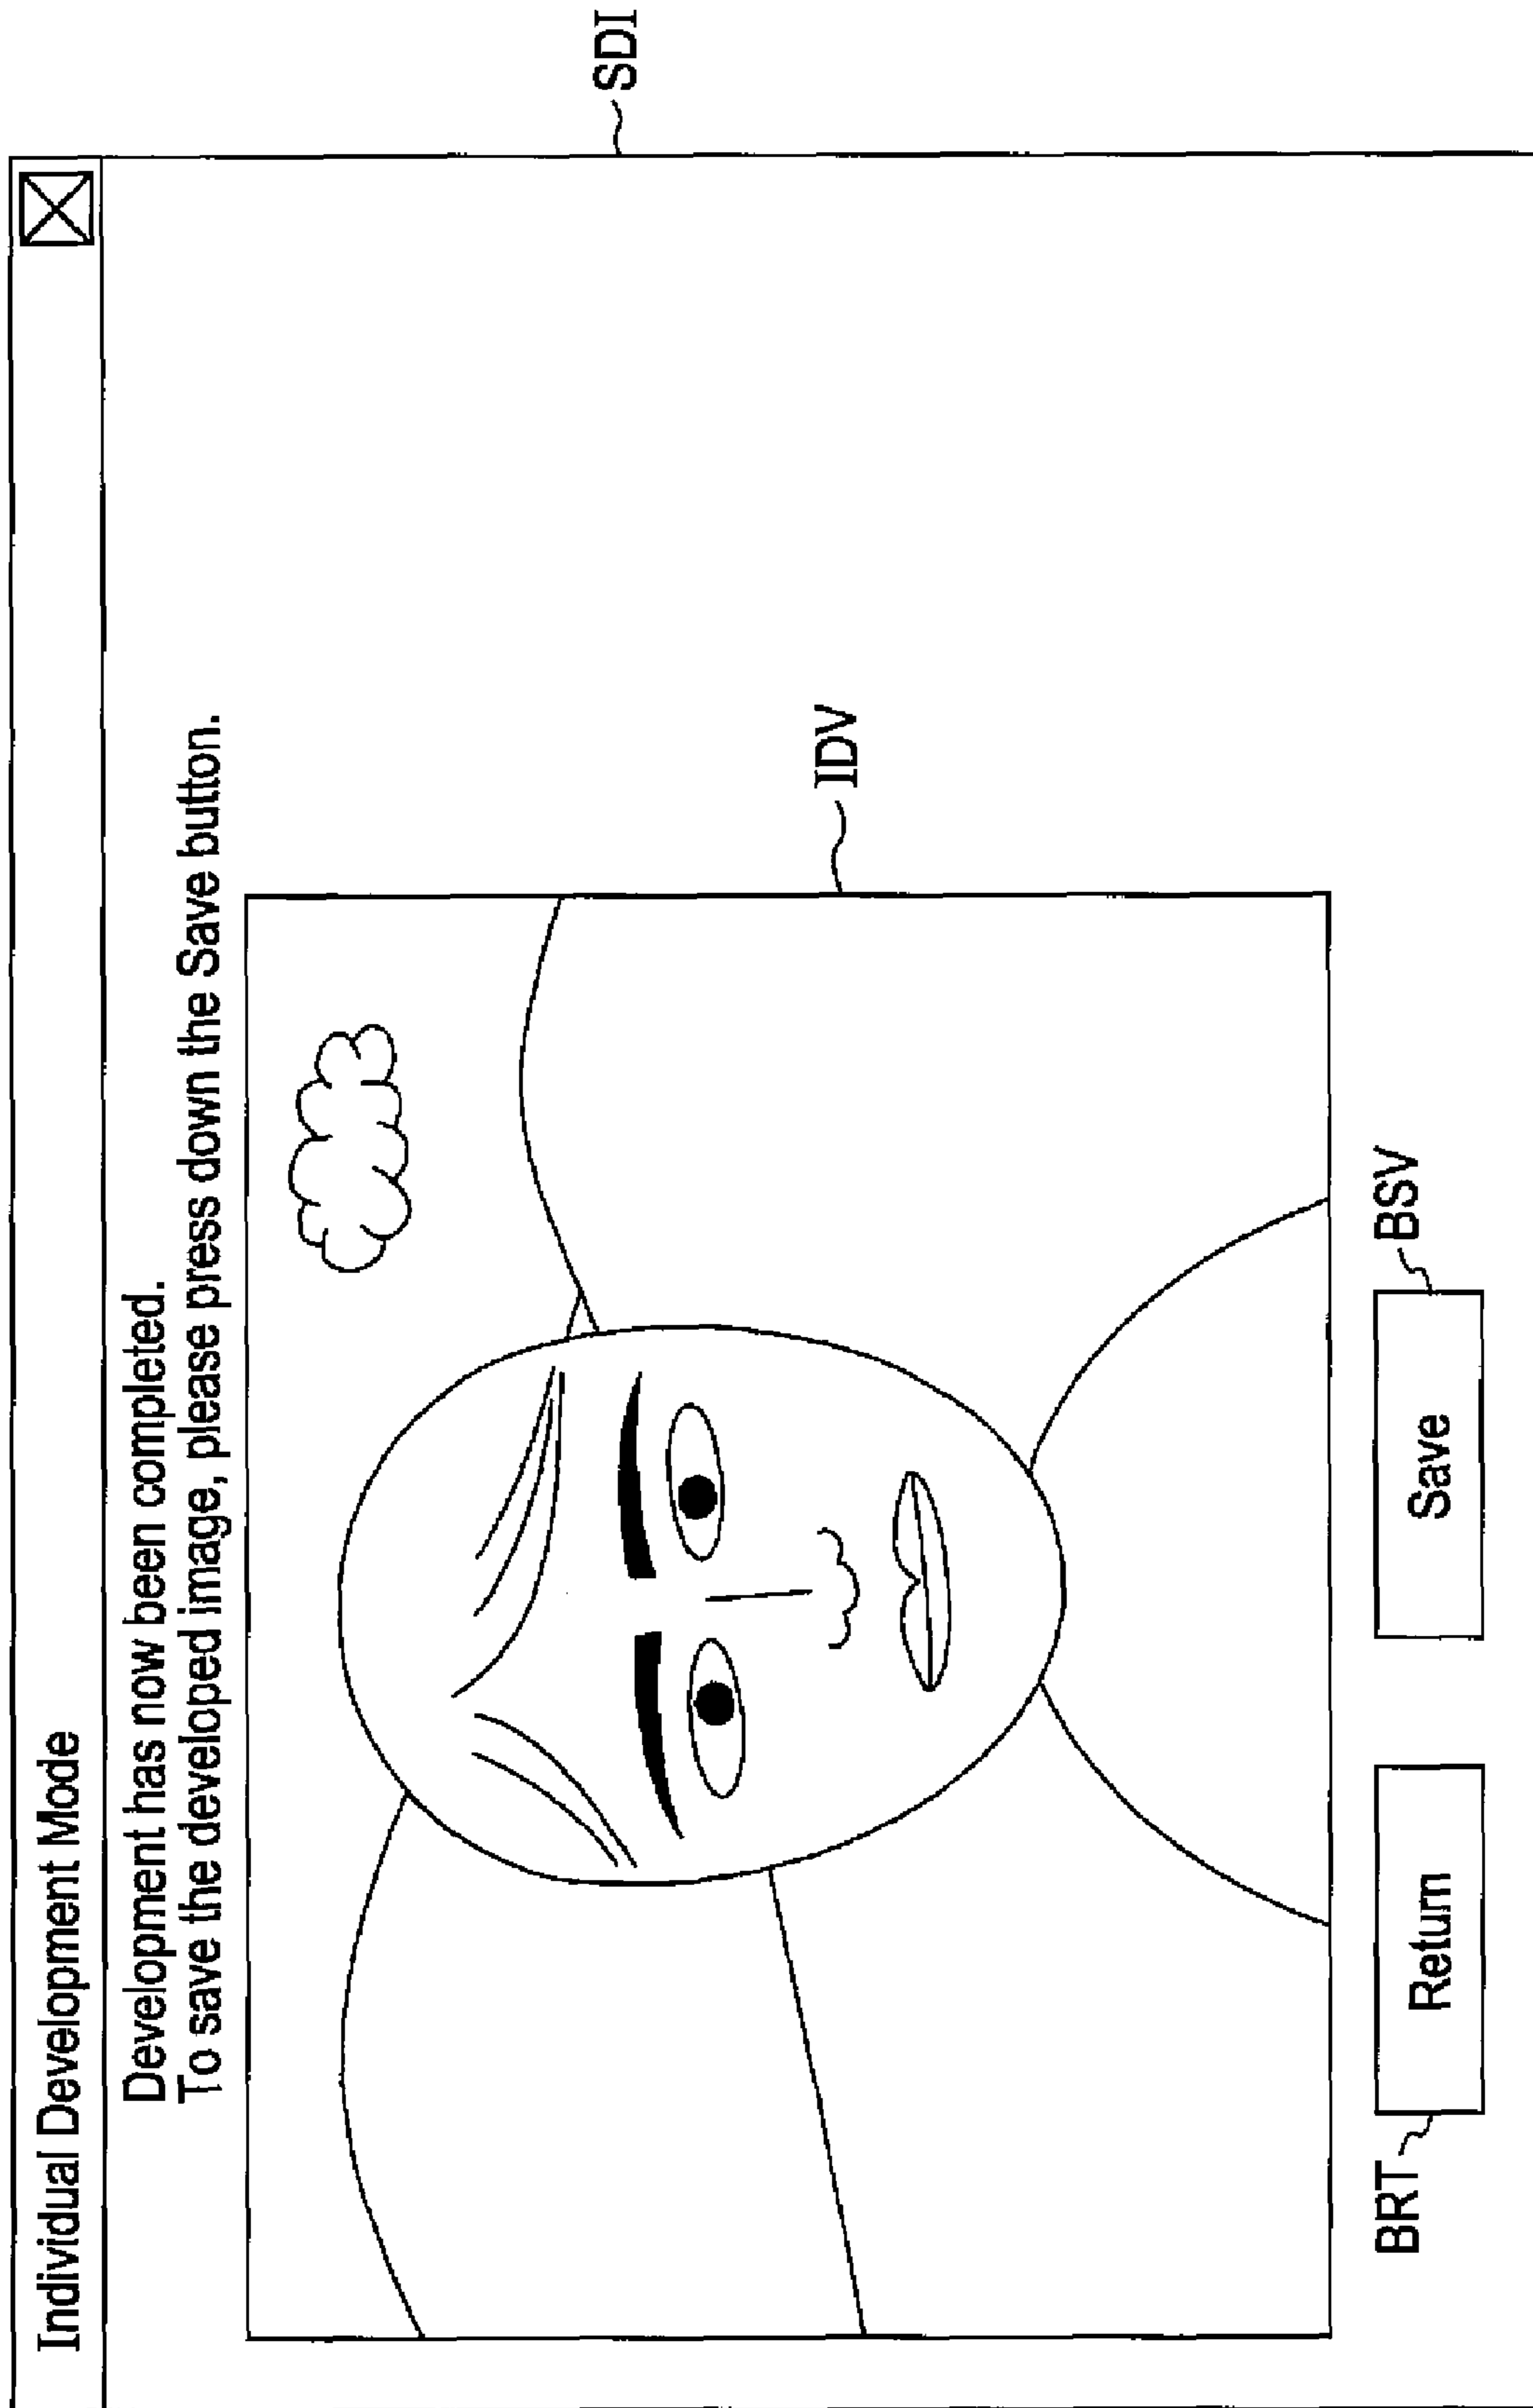 Individual Development Mode
Development has now been completed.
To save the developed image, please press down the Save button.
SDI
IDV
BRT
Return
Save
BSV